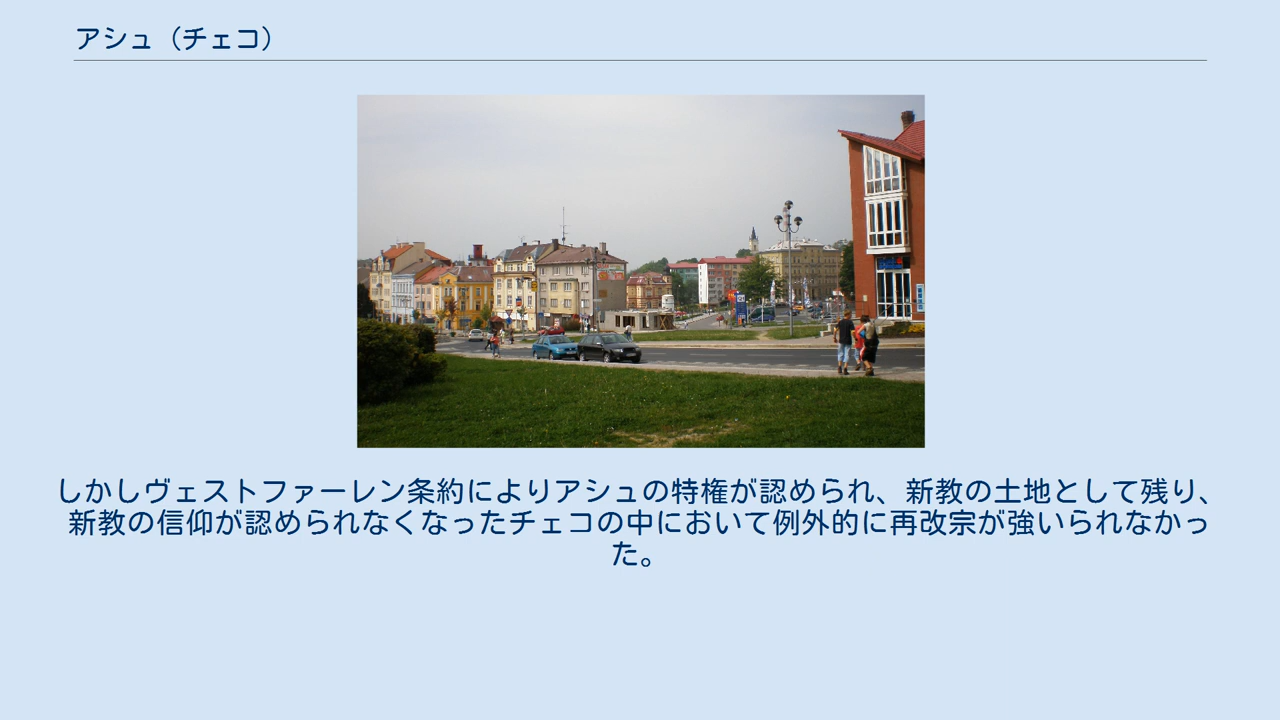 アシュ（チェコ）
しかしヴェストファーレン条約によりアシュの特権が認められ、新教の土地として残り、
新教の信仰が認められなくなったチェコの中において例外的に再改宗が強いられなかっ
た。